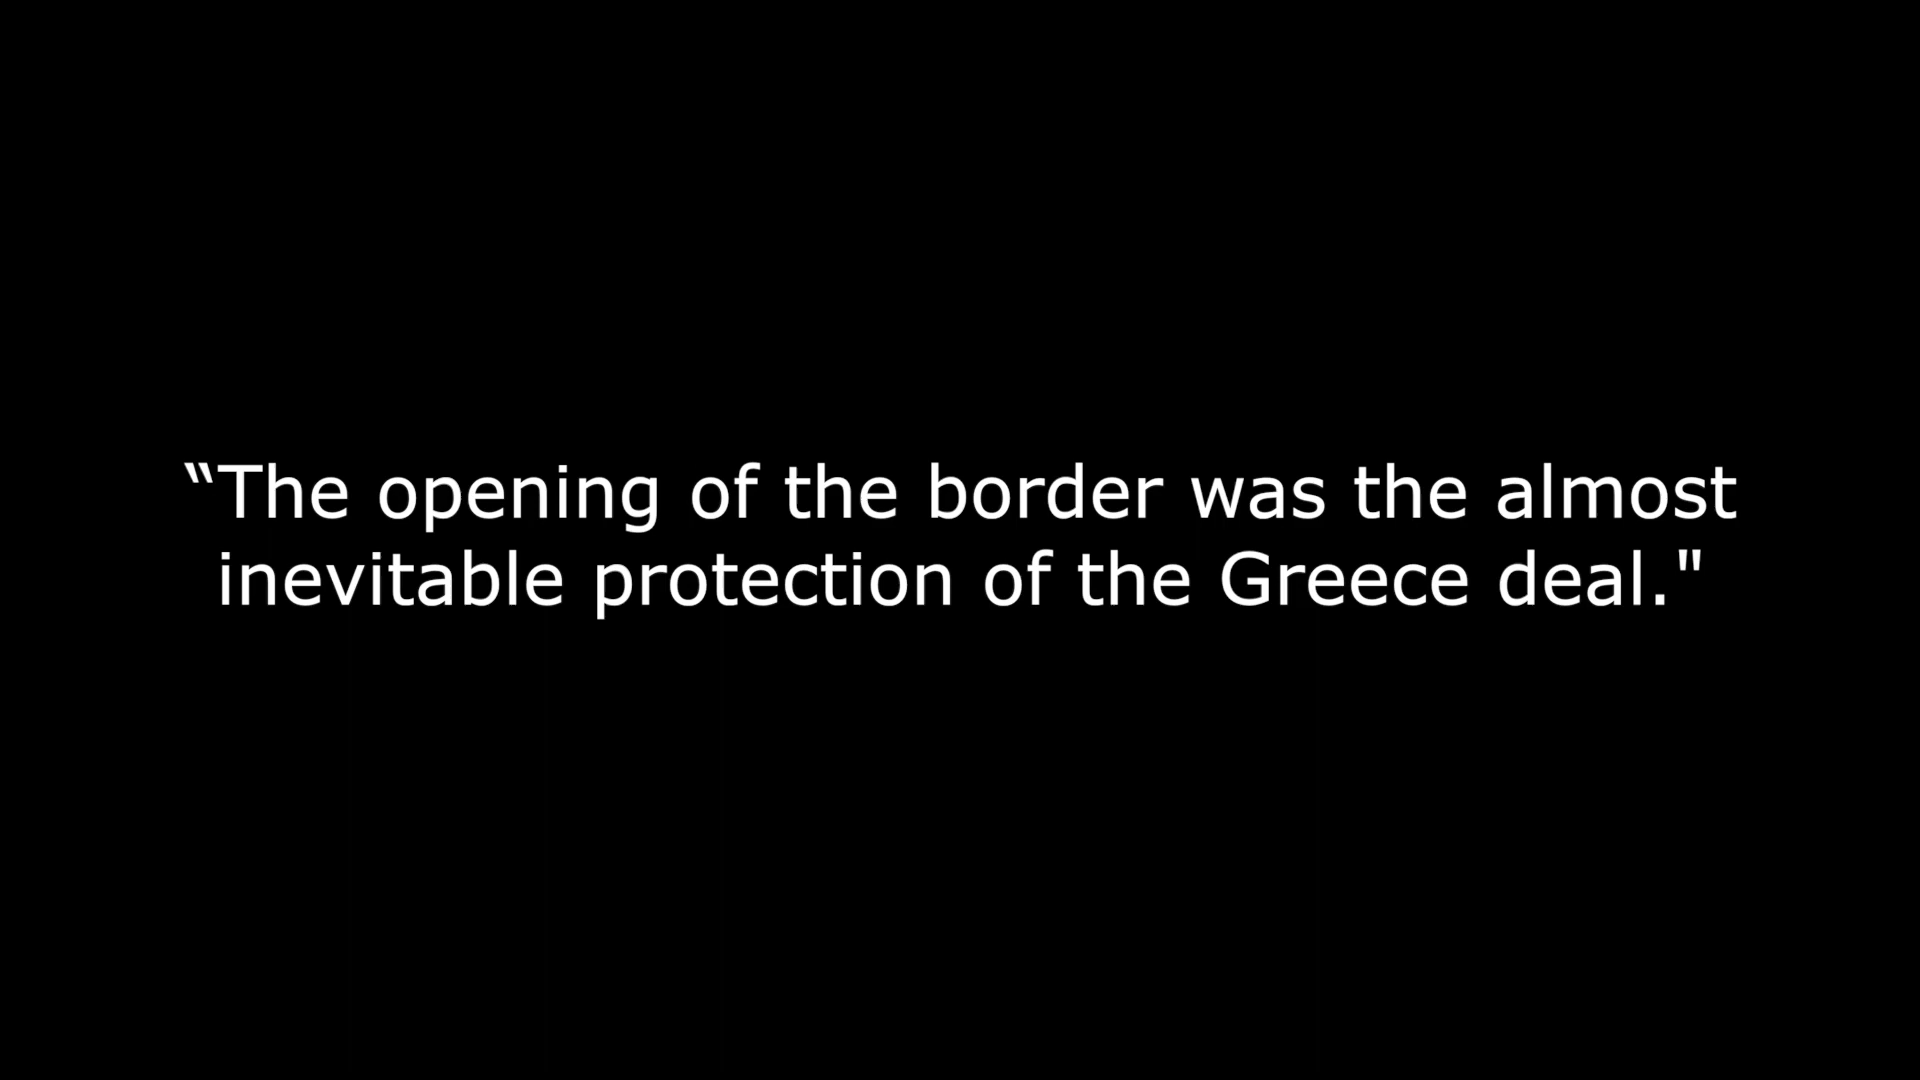 “The opening of the border was the almost
inevitable protection of the Greece deal."